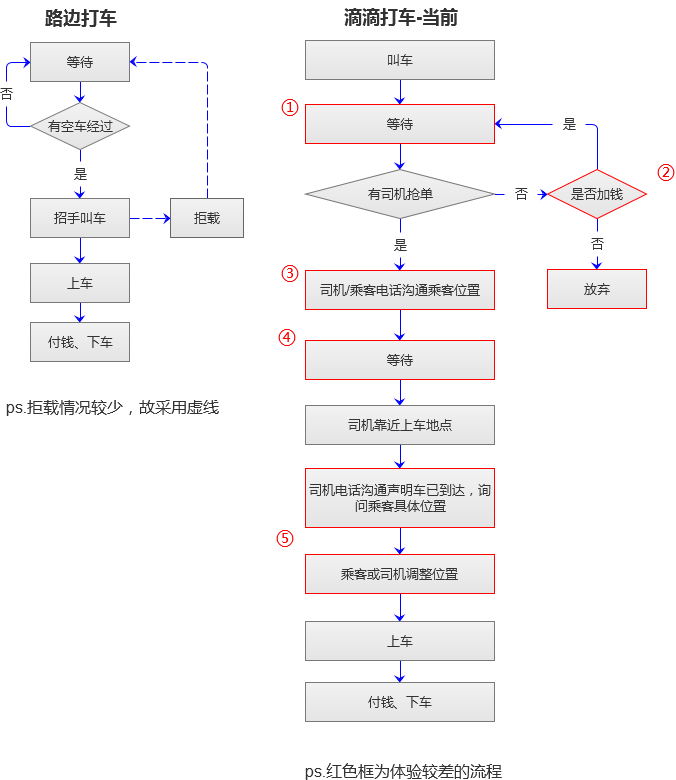 路边打车
等待
否
有空车经过
是
招手叫车
拒载
上车
付钱、下车
ps.拒载情况较少，故采用虚线
滴滴打车-当前
叫车
①
等待
是
②
有司机抢单
否
是否加钱
是
否
③
司机/乘客电话沟通乘客位置
放弃
④
等待
司机靠近上车地点
司机电话沟通声明车已到达，询
问乘客具体位置
⑤
乘客或司机调整位置
上车
付钱、下车
ps.红色框为体验较差的流程